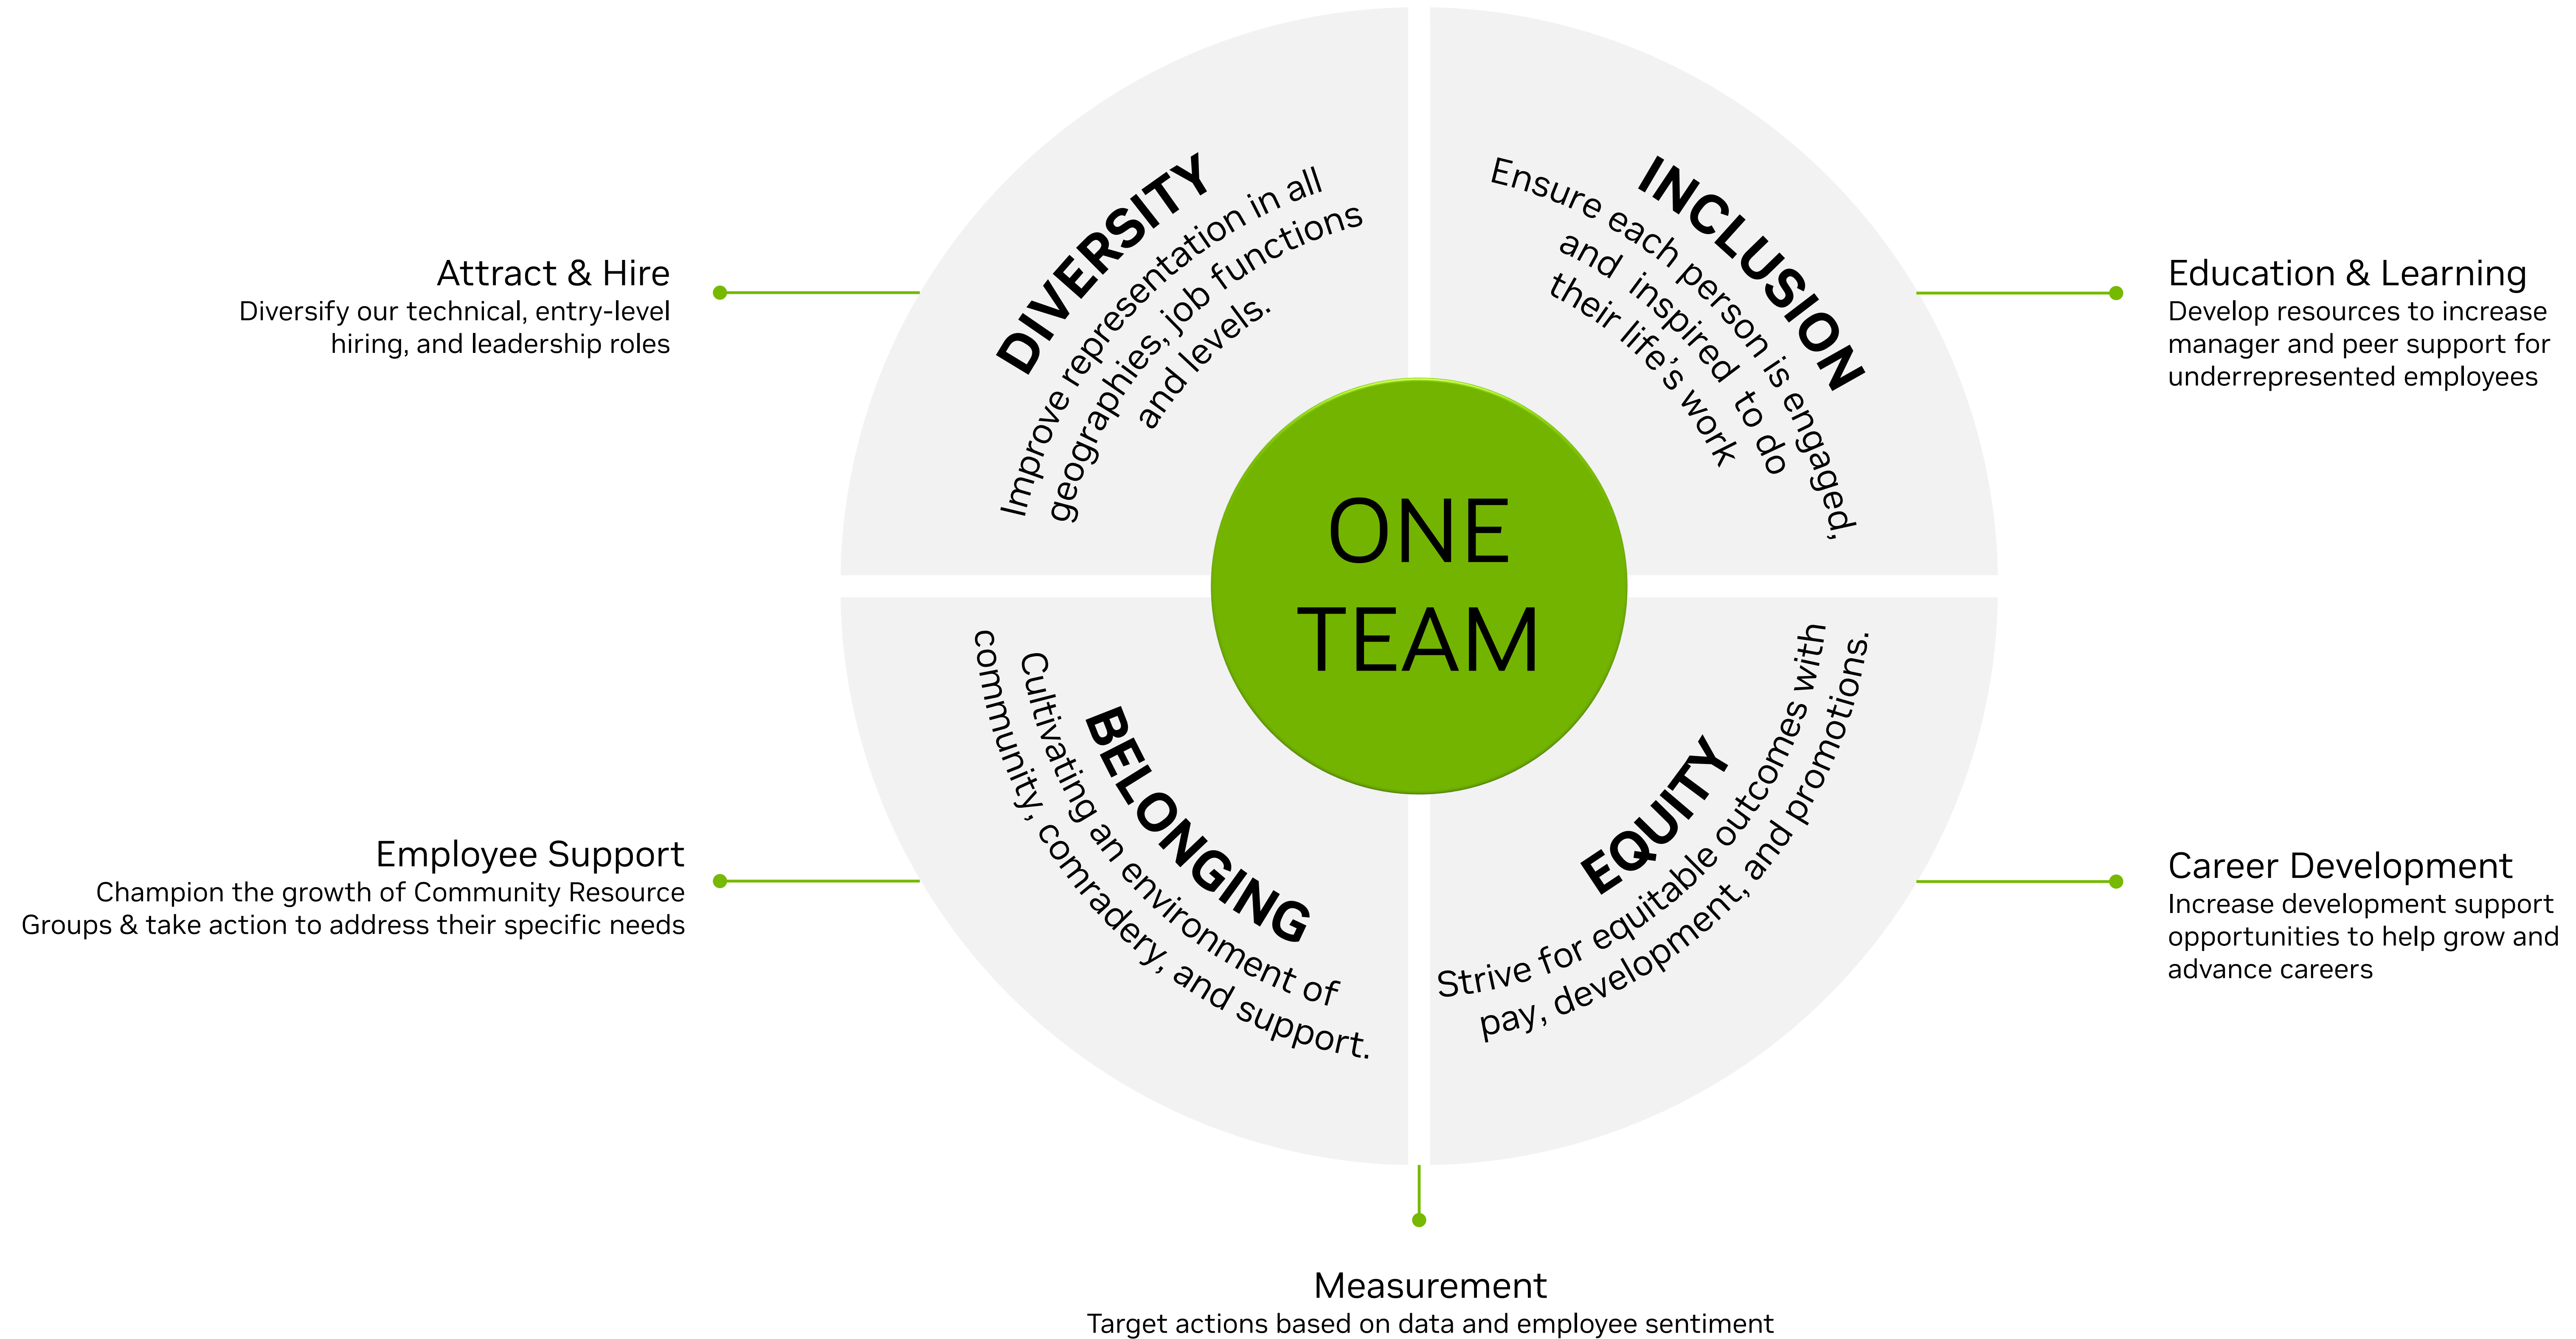 DIVERSITY
Improve representation in all
geographies, job functions
and levels.
INCLUSION
Ensure each person is engaged,
and inspired to do
their life's work
Attract & Hire
Diversify our technical, entry-level
hiring, and leadership roles
Education & Learning
Develop resources to increase
manager and peer support for
underrepresented employees
ONE
TEAM
BELONGING
Cultivating an environment of
community, comradery, and support.
EQUITY
Strive for equitable outcomes with
pay, development, and promotions.
Employee Support
Champion the growth of Community Resource
Groups & take action to address their specific needs
Career Development
Increase development support
opportunities to help grow and
advance careers
Measurement
Target actions based on data and employee sentiment